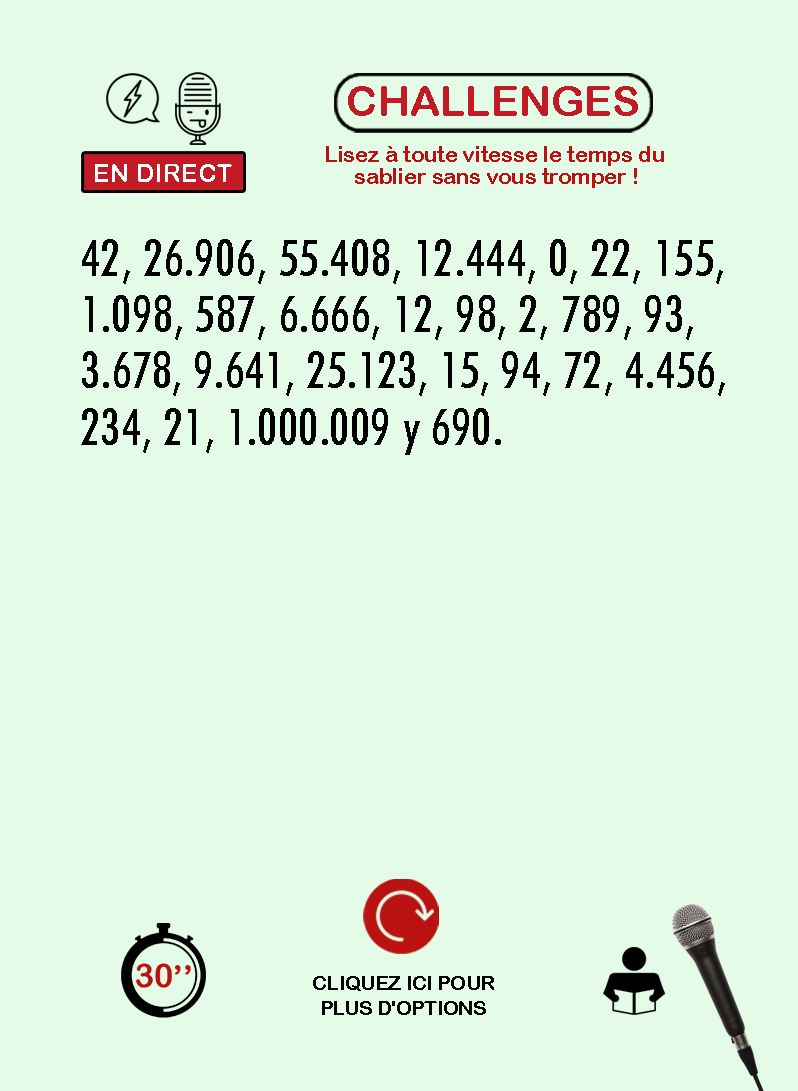 CHALLENGES
EN DIRECT
Lisez à toute vitesse le temps du
sablier sans vous tromper !
42, 26.906, 55.408, 12.444, 0, 22, 155,
1.098, 587, 6.666, 12, 98, 2, 789, 93,
3.678, 9.641, 25.123, 15, 94, 72, 4.456,
234, 21, 1.000.009 y 690.
30’’
CLIQUEZ ICI POUR
PLUS D'OPTIONS